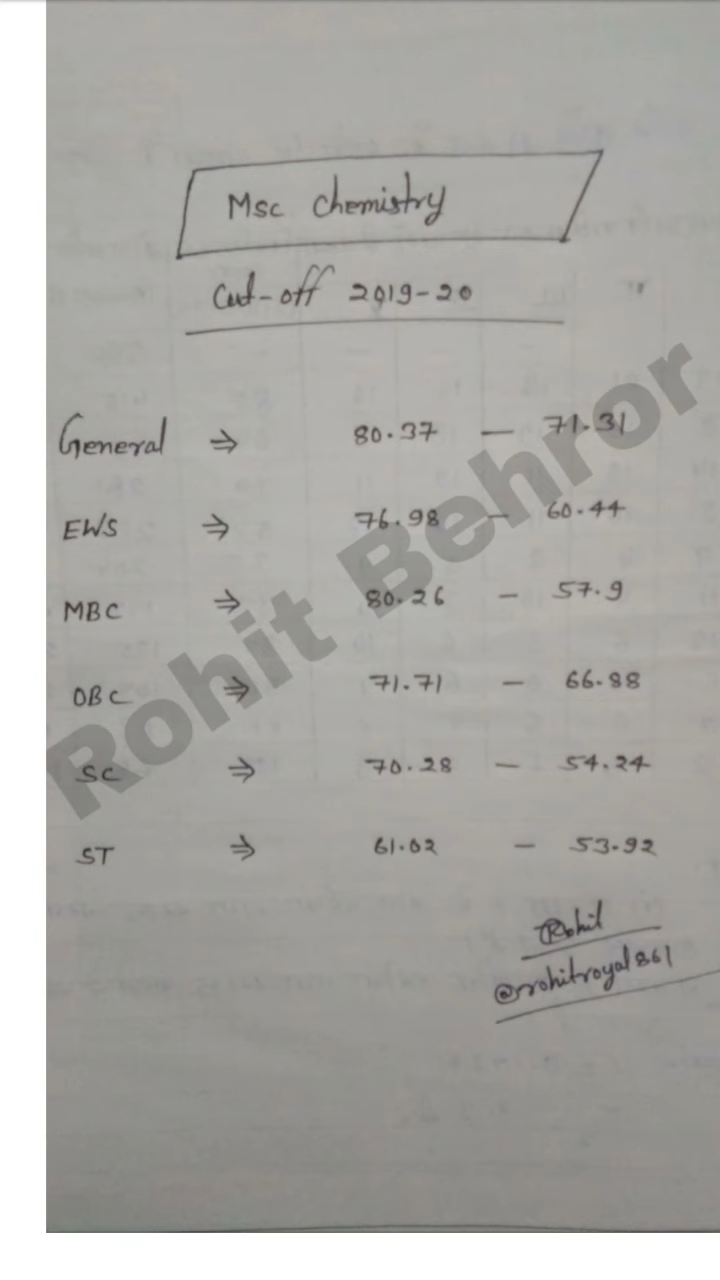 Msc Chemistry
Cut-off 2019-20
General ⇒ 80.37 — 71.31
EWS ⇒ 76.98 — 60.44
MBC ⇒ 80.26 — 57.9
OBC ⇒ 71.71 — 66.88
SC ⇒ 70.28 — 54.24
ST ⇒ 61.02 — 53.92
Rohit
@rohitroyal861
Rohit Behror